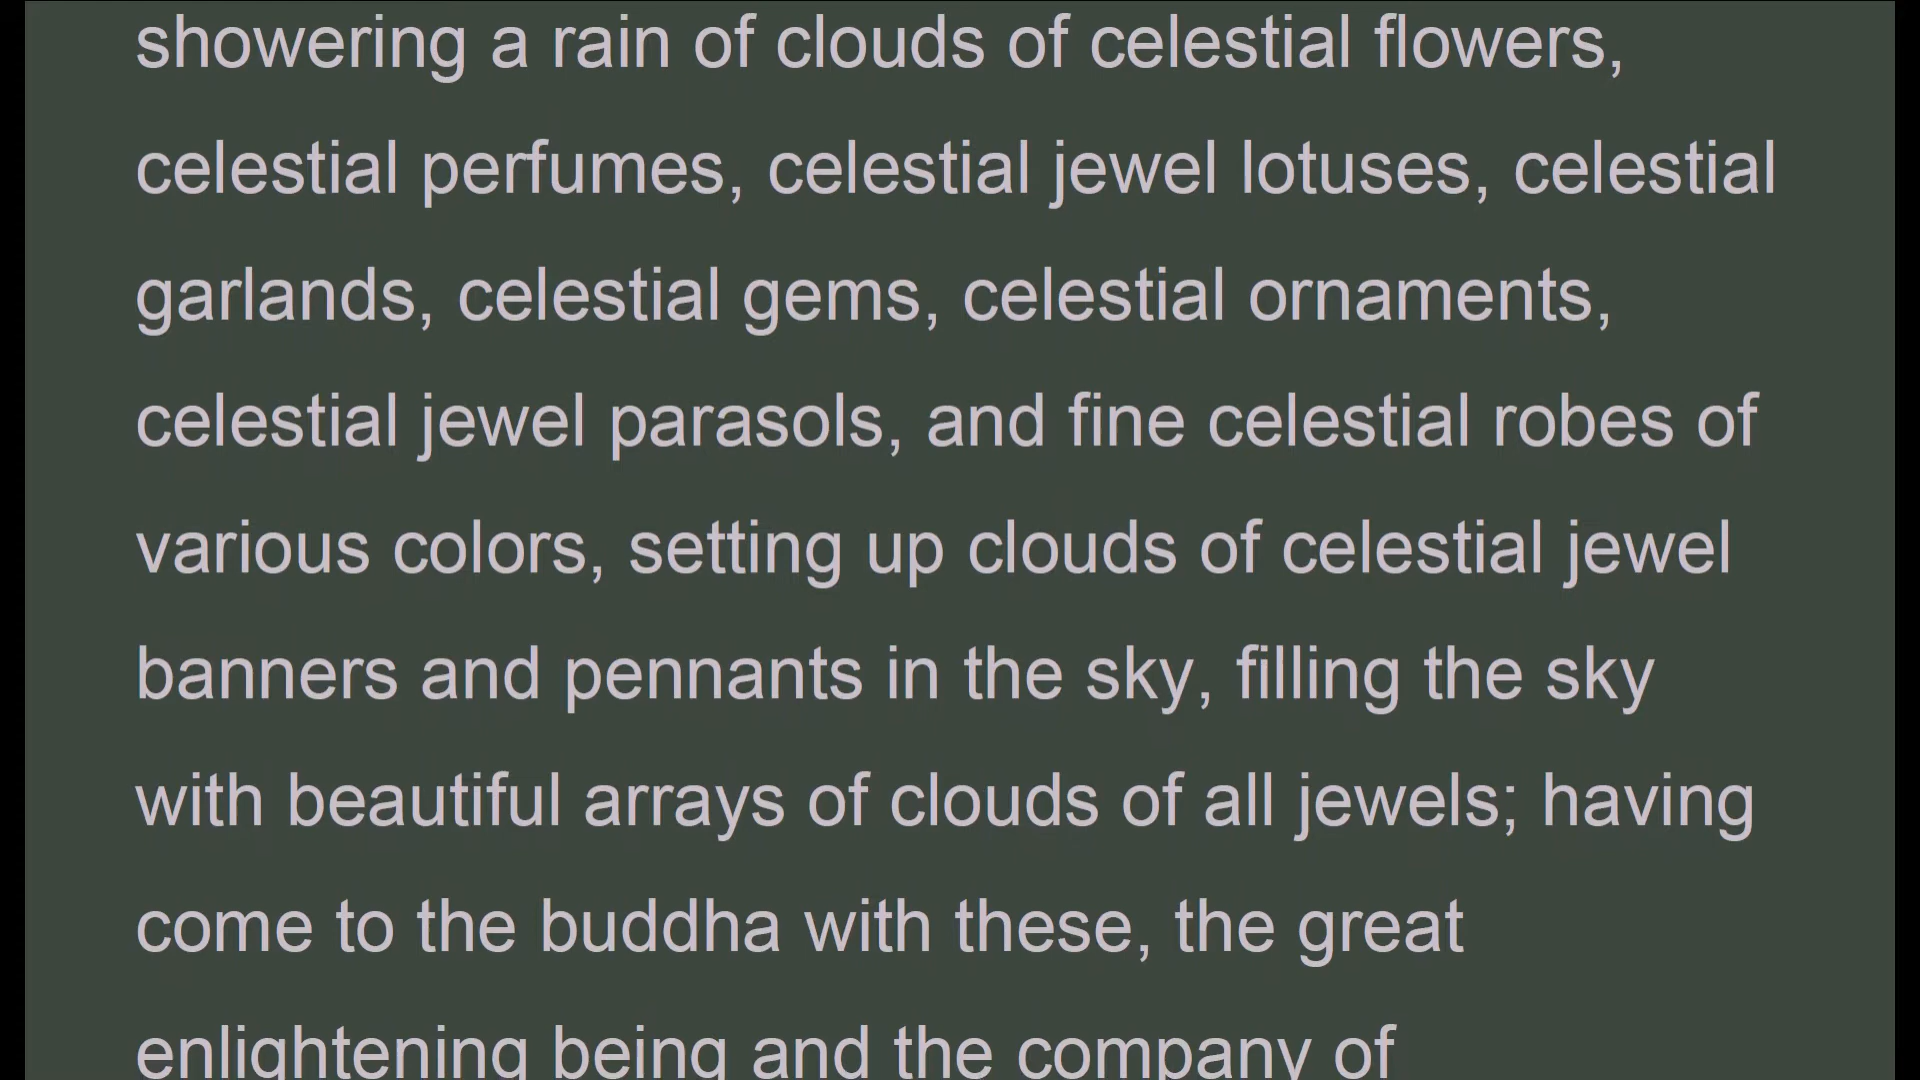 showering a rain of clouds of celestial flowers,
celestial perfumes, celestial jewel lotuses, celestial
garlands, celestial gems, celestial ornaments,
celestial jewel parasols, and fine celestial robes of
various colors, setting up clouds of celestial jewel
banners and pennants in the sky, filling the sky
with beautiful arrays of clouds of all jewels; having
come to the buddha with these, the great
enlightening being and the company of